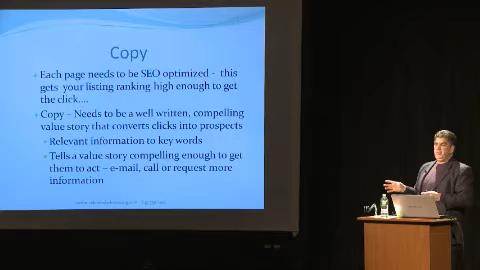 Copy
Each page needs to be SEO optimized - this
gets your listing ranking high enough to get
the click....
Copy – Needs to be a well written, compelling
value story that converts clicks into prospects
Relevant information to key words
Tells a value story compelling enough to get
them to act – e-mail, call or request more
information